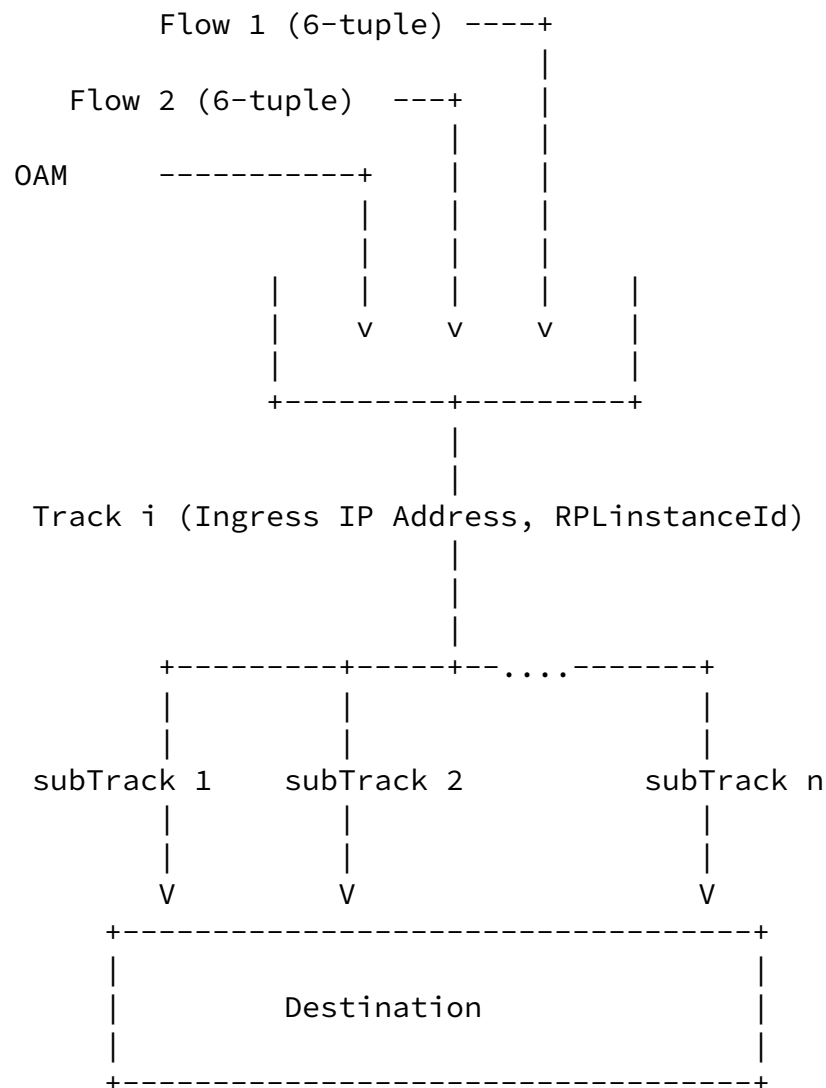 Flow 1 (6-tuple) ----+
|
Flow 2 (6-tuple)  ---+    |
|    |
OAM     -----------+    |    |
|    |    |
|    |    |
|    |    |    |    |
|    v    v    v    |
|                   |
+---------+---------+
|
|
Track i (Ingress IP Address, RPLinstanceId)
|
|
|
+---------+-----+--....-------+
|         |                   |
|         |                   |
subTrack 1    subTrack 2          subTrack n
|         |                   |
|         |                   |
V         V                   V
+-----------------------------------+
|                                   |
|         Destination               |
|                                   |
+-----------------------------------+